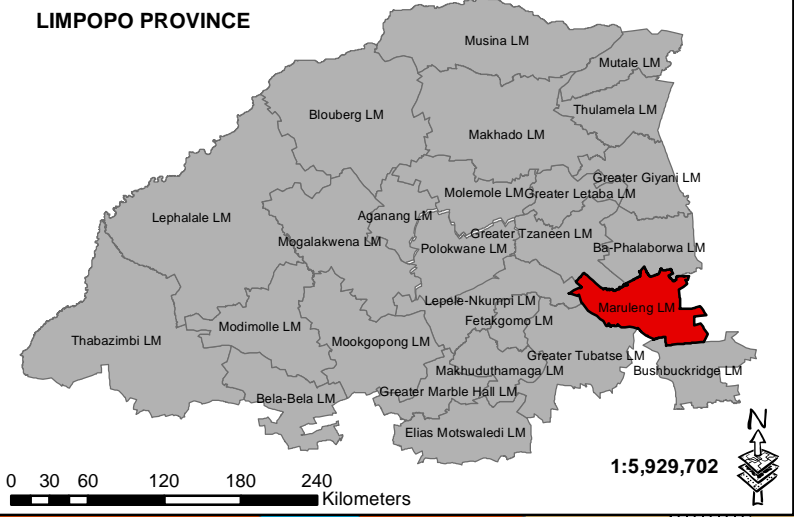 LIMPOPO PROVINCE
Musina LM
Mutale LM
Thulamela LM
Blouberg LM
Makhado LM
Greater Giyani LM
Molemole LM
Greater Letaba LM
Lephalale LM
Aganang LM
Mogalakwena LM
Polokwane LM
Greater Tzaneen LM
Ba-Phalaborwa LM
Lepele-Nkumpi LM
Maruleng LM
Fetakgomo LM
Modimolle LM
Thabazimbi LM
Mookgopong LM
Greater Tubatse LM
Makhuduthamaga LM
Bushbuckridge LM
Greater Marble Hall LM
Bela-Bela LM
Elias Motswaledi LM
N
1:5,929,702
0 30 60 120 180 240
Kilometers